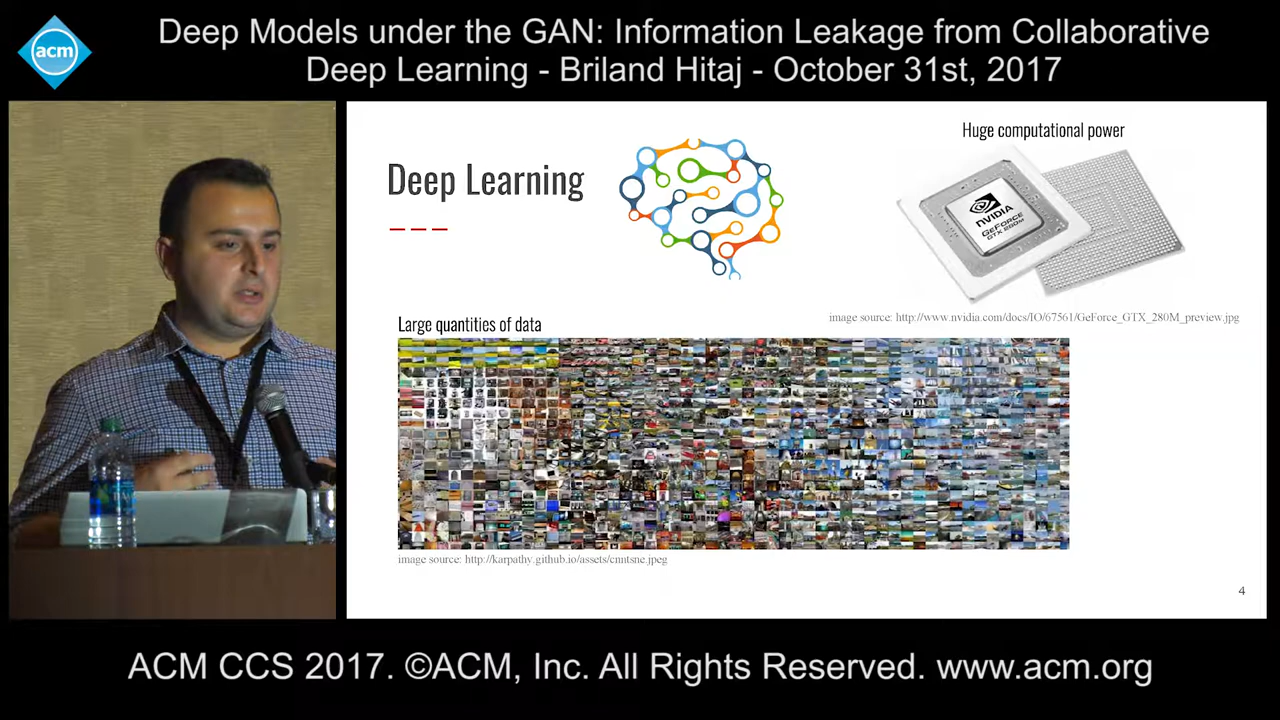 acm
Deep Models under the GAN: Information Leakage from Collaborative
Deep Learning - Briland Hitaj - October 31st, 2017
Huge computational power
Deep Learning
NVIDIA
GEFORCE
image source: http://www.nvidia.com/docs/IO/67561/GeForce_GTX_280M_preview.jpg
Large quantities of data
image source: http://karpathy.github.io/assets/cnntsne.jpeg
4
ACM CCS 2017. ©ACM, Inc. All Rights Reserved. www.acm.org